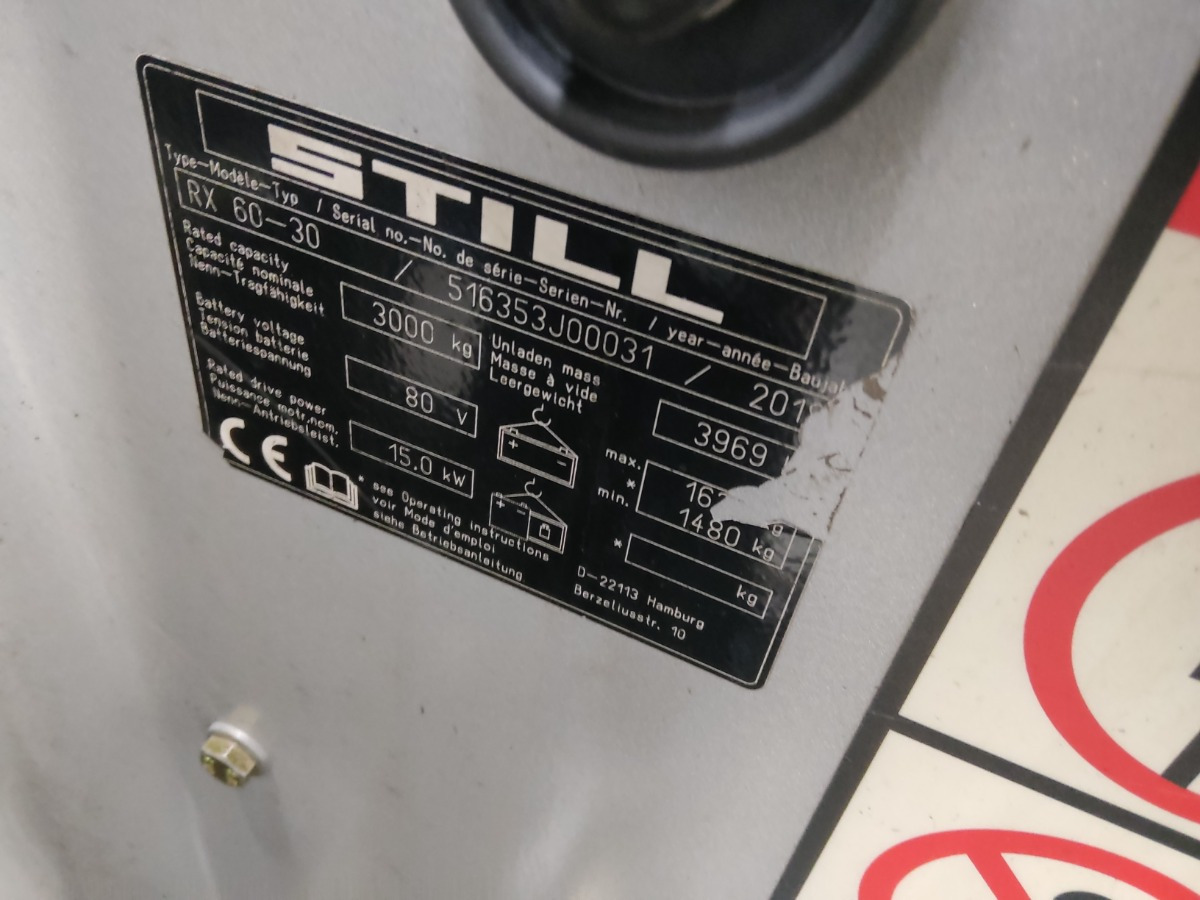 STILL
Type-Modèle-Typ / Serial no.-No. de série-Serien-Nr. / year-année-Baujah
RX 60-30 / 516353J00031 / 201
Rated capacity
Capacité nominale
Nenn-Tragfähigkeit
3000 kg
Battery voltage
Tension batterie
Batteriespannung
80 V
Rated drive power
Puissance motr.nom.
Nenn-Antriebsleist.
15.0 kW
Unladen mass
Masse à vide
Leergewicht
3969
max.
*
min.
1480 kg
* kg
CE
* see Operating instructions
voir Mode d'emploi
siehe Betriebsanleitung
D-22113 Hamburg
Berzeliusstr. 10